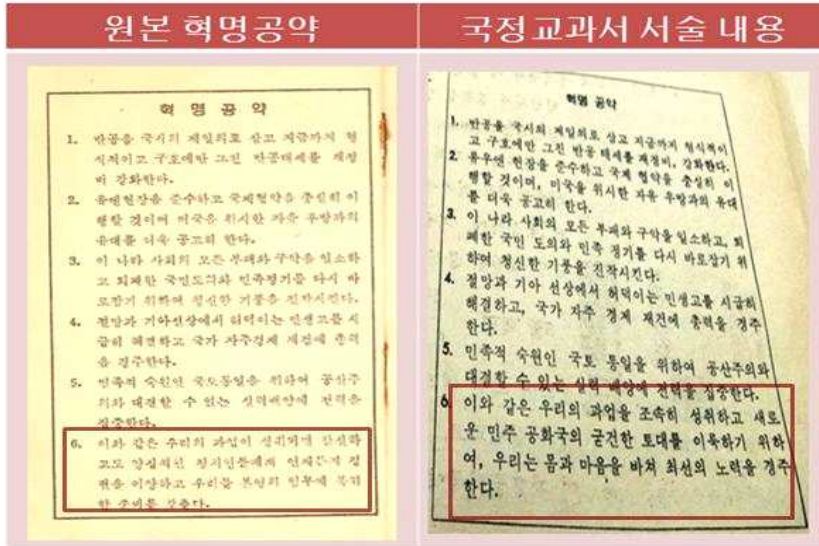 원본 혁명공약
국정교과서 서술 내용
혁 명 공 약
1. 반공을 국시의 제일의로 삼고 지금까지 형
식적이고 구호에만 그친 반공태세를 재정
비 강화한다.
2. 유엔헌장을 준수하고 국제협약을 충실히 이
행할 것이며 미국을 위시한 자유 우방과의
유대를 더욱 공고히 한다.
3. 이 나라 사회의 모든 부패와 구악을 일소하
고 퇴폐한 국민도의와 민족정기를 다시 바
로잡기 위하여 청신한 기풍을 진작시킨다.
4. 절망과 기아선상에서 허덕이는 민생고를 시
급히 해결하고 국가 자주경제 재건에 총력
을 경주한다.
5. 민족적 숙원인 국토통일을 위하여 공산주
의와 대결할 수 있는 실력배양에 전력을
집중한다.
6. 이와 같은 우리의 과업이 성취되면 참신하
고도 양심적인 정치인들에게 언제든지 정
권을 이양하고 우리들 본연의 임무에 복귀
할 준비를 갖춘다.
혁명 공약
1. 반공을 국시의 제일의로 삼고 지금까지 형식적이
고 구호에만 그친 반공 태세를 재정비, 강화한다.
2. 유우엔 헌장을 준수하고 국제 협약을 충실히 이
행할 것이며, 미국을 위시한 자유 우방과의 유대
를 더욱 공고히 한다.
3. 이 나라 사회의 모든 부패와 구악을 일소하고, 퇴
폐한 국민 도의와 민족 정기를 다시 바로잡기 위
하여 청신한 기풍을 진작시킨다.
4. 절망과 기아 선상에서 허덕이는 민생고를 시급히
해결하고, 국가 자주 경제 재건에 총력을 경주
한다.
5. 민족적 숙원인 국토 통일을 위하여 공산주의와
대결할 수 있는 실력 배양에 전력을 집중한다.
6. 이와 같은 우리의 과업을 조속히 성취하고 새로
운 민주 공화국의 굳건한 토대를 이룩하기 위하
여, 우리는 몸과 마음을 바쳐 최선의 노력을 경주
한다.